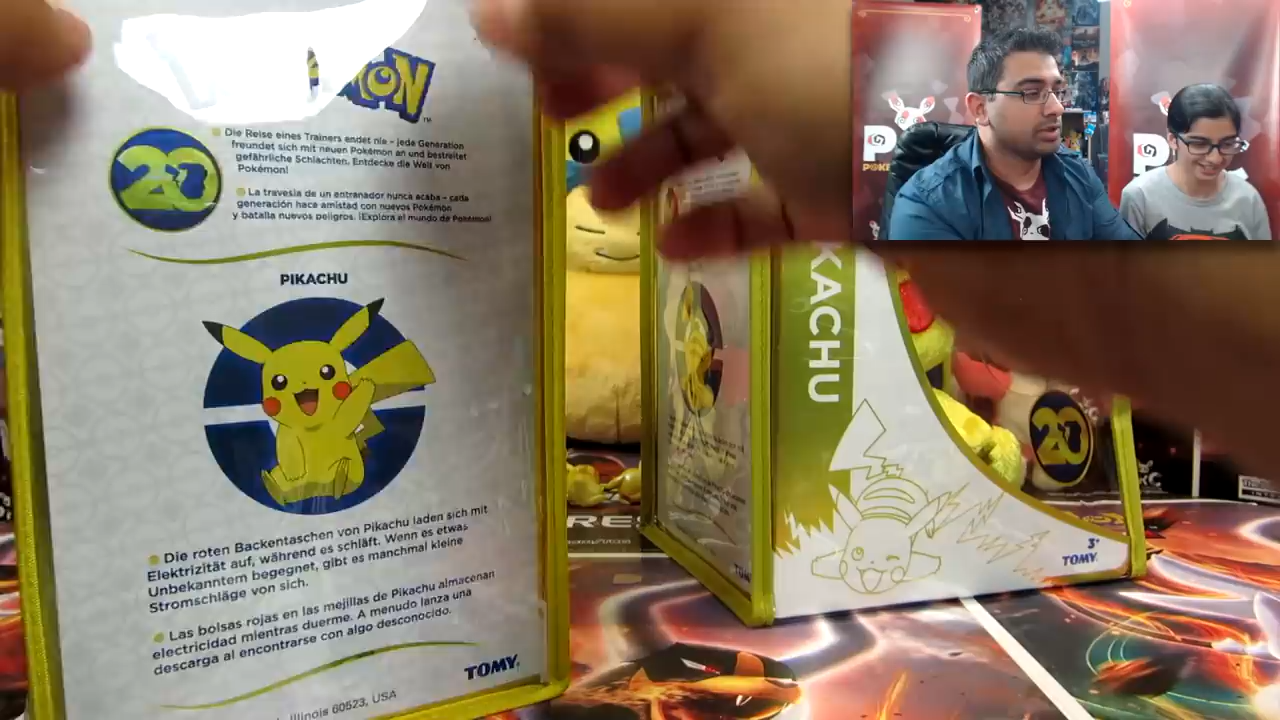 20
Die Reise eines Trainers endet nie – jede Generation
freundet sich mit neuen Pokémon an und bestreitet
gefährliche Schlachten. Entdecke die Welt von
Pokémon!
La travesía de un entranador nunca acaba – cada
generación hace amistad con nuevos Pokémon
y batalla nuevos peligros. ¡Explora el mundo de Pokémon!
PIKACHU
Die roten Backentaschen von Pikachu laden sich mit
Elektrizität auf, während es schläft. Wenn es etwas
Unbekanntem begegnet, gibt es manchmal kleine
Stromschläge von sich.
Las bolsas rojas en las mejillas de Pikachu almacenan
electricidad mientras duerme. A menudo lanza una
descarga al encontrarse con algo desconocido.
TOMY
Illinois 60523, USA
KACHU
20
3+
TOMY